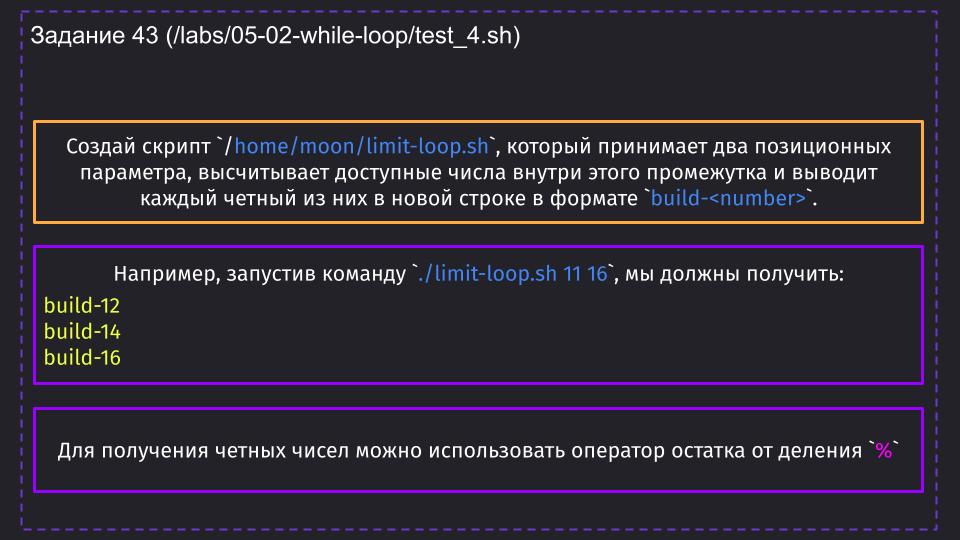 Задание 43 (/labs/05-02-while-loop/test_4.sh)
Создай скрипт `/home/moon/limit-loop.sh`, который принимает два позиционных
параметра, высчитывает доступные числа внутри этого промежутка и выводит
каждый четный из них в новой строке в формате `build-<number>`.
Например, запустив команду `./limit-loop.sh 11 16`, мы должны получить:
build-12
build-14
build-16
Для получения четных чисел можно использовать оператор остатка от деления `%`